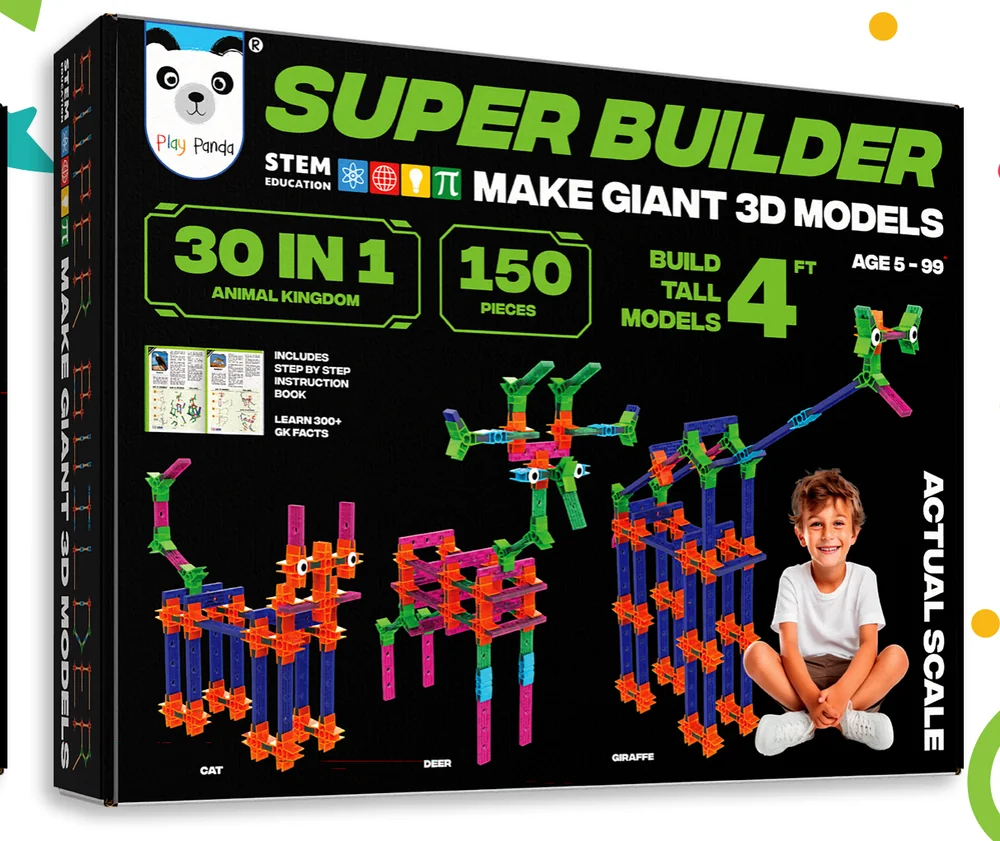 Play Panda
®
SUPER BUILDER
STEM
EDUCATION
π
MAKE GIANT 3D MODELS
30 IN 1
ANIMAL KINGDOM
150
PIECES
BUILD
TALL
MODELS
4 FT
AGE 5 - 99
INCLUDES
STEP BY STEP
INSTRUCTION
BOOK
LEARN 300+
GK FACTS
ACTUAL SCALE
CAT
DEER
GIRAFFE
STEM
EDUCATION
π
MAKE GIANT 3D MODELS